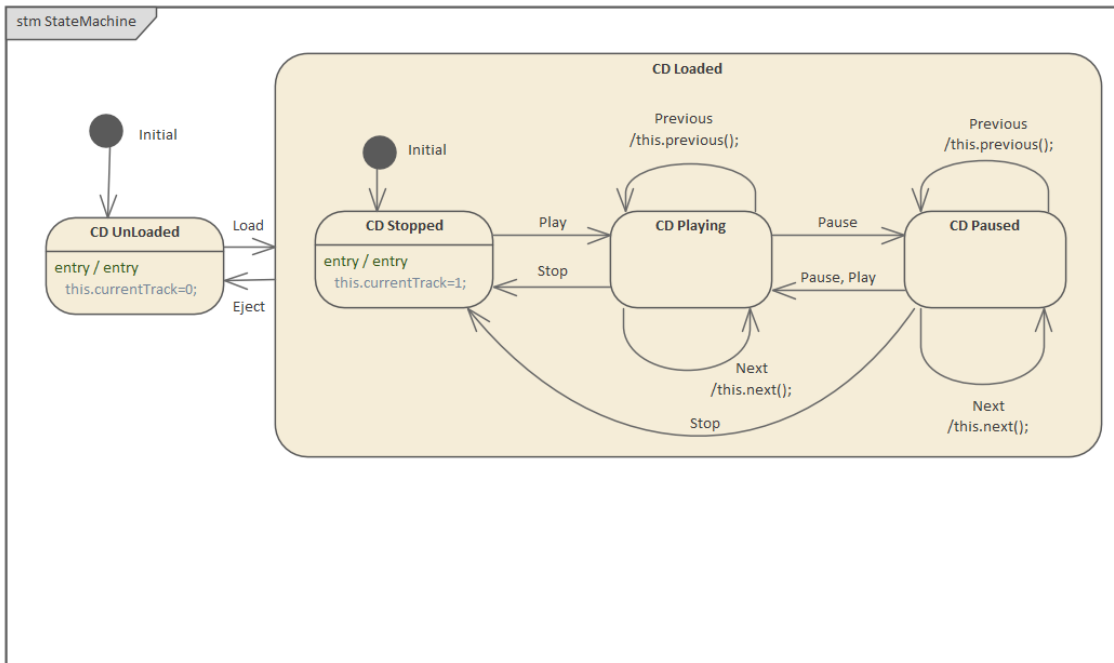 stm StateMachine
CD Loaded
Initial
Initial
Previous
/this.previous();
Previous
/this.previous();
CD UnLoaded
entry / entry
this.currentTrack=0;
Load
Eject
CD Stopped
entry / entry
this.currentTrack=1;
Play
Stop
CD Playing
Pause
Pause, Play
CD Paused
Next
/this.next();
Stop
Next
/this.next();